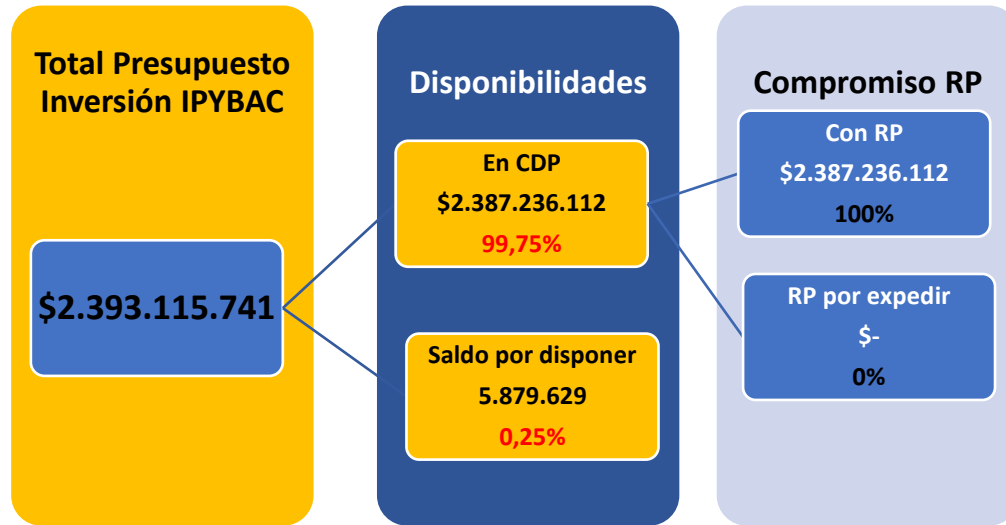 Total Presupuesto
Inversión IPYBAC
$2.393.115.741
Disponibilidades
En CDP
$2.387.236.112
99,75%
Saldo por disponer
5.879.629
0,25%
Compromiso RP
Con RP
$2.387.236.112
100%
RP por expedir
$-
0%